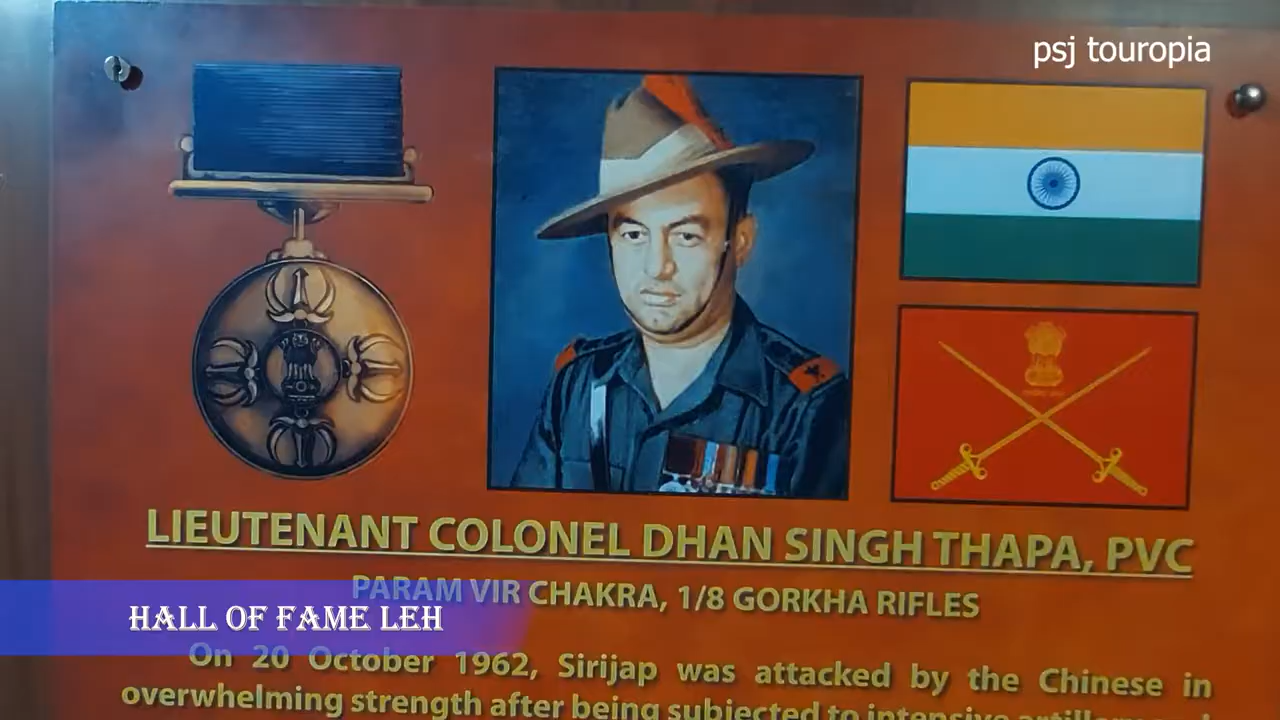 psj touropia
LIEUTENANT COLONEL DHAN SINGH THAPA, PVC
PARAM VIR CHAKRA, 1/8 GORKHA RIFLES
HALL OF FAME LEH
On 20 October 1962, Sirijap was attacked by the Chinese in
overwhelming strength after being subjected to intensive